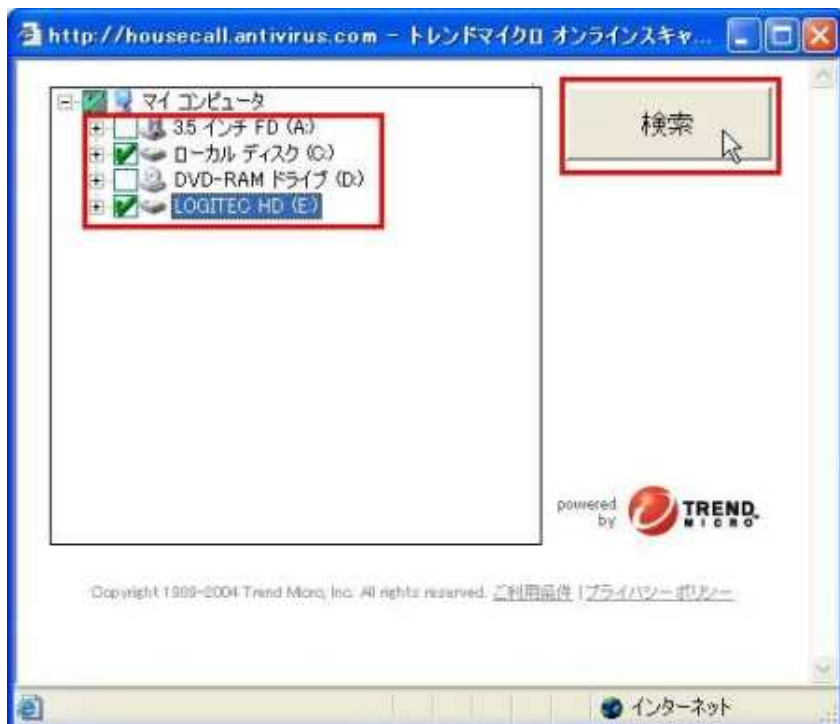 http://housecall.antivirus.com - トレンドマイクロ オンラインスキャ...
マイ コンピュータ
3.5 インチ FD (A:)
ローカル ディスク (C:)
DVD-RAM ドライブ (D:)
LOGITEC HD (E:)
検索
powered
by
TREND
MICRO
Copyright 1989-2004 Trend Micro, Inc. All rights reserved. ご利用条件 | プライバシー ポリシー
インターネット